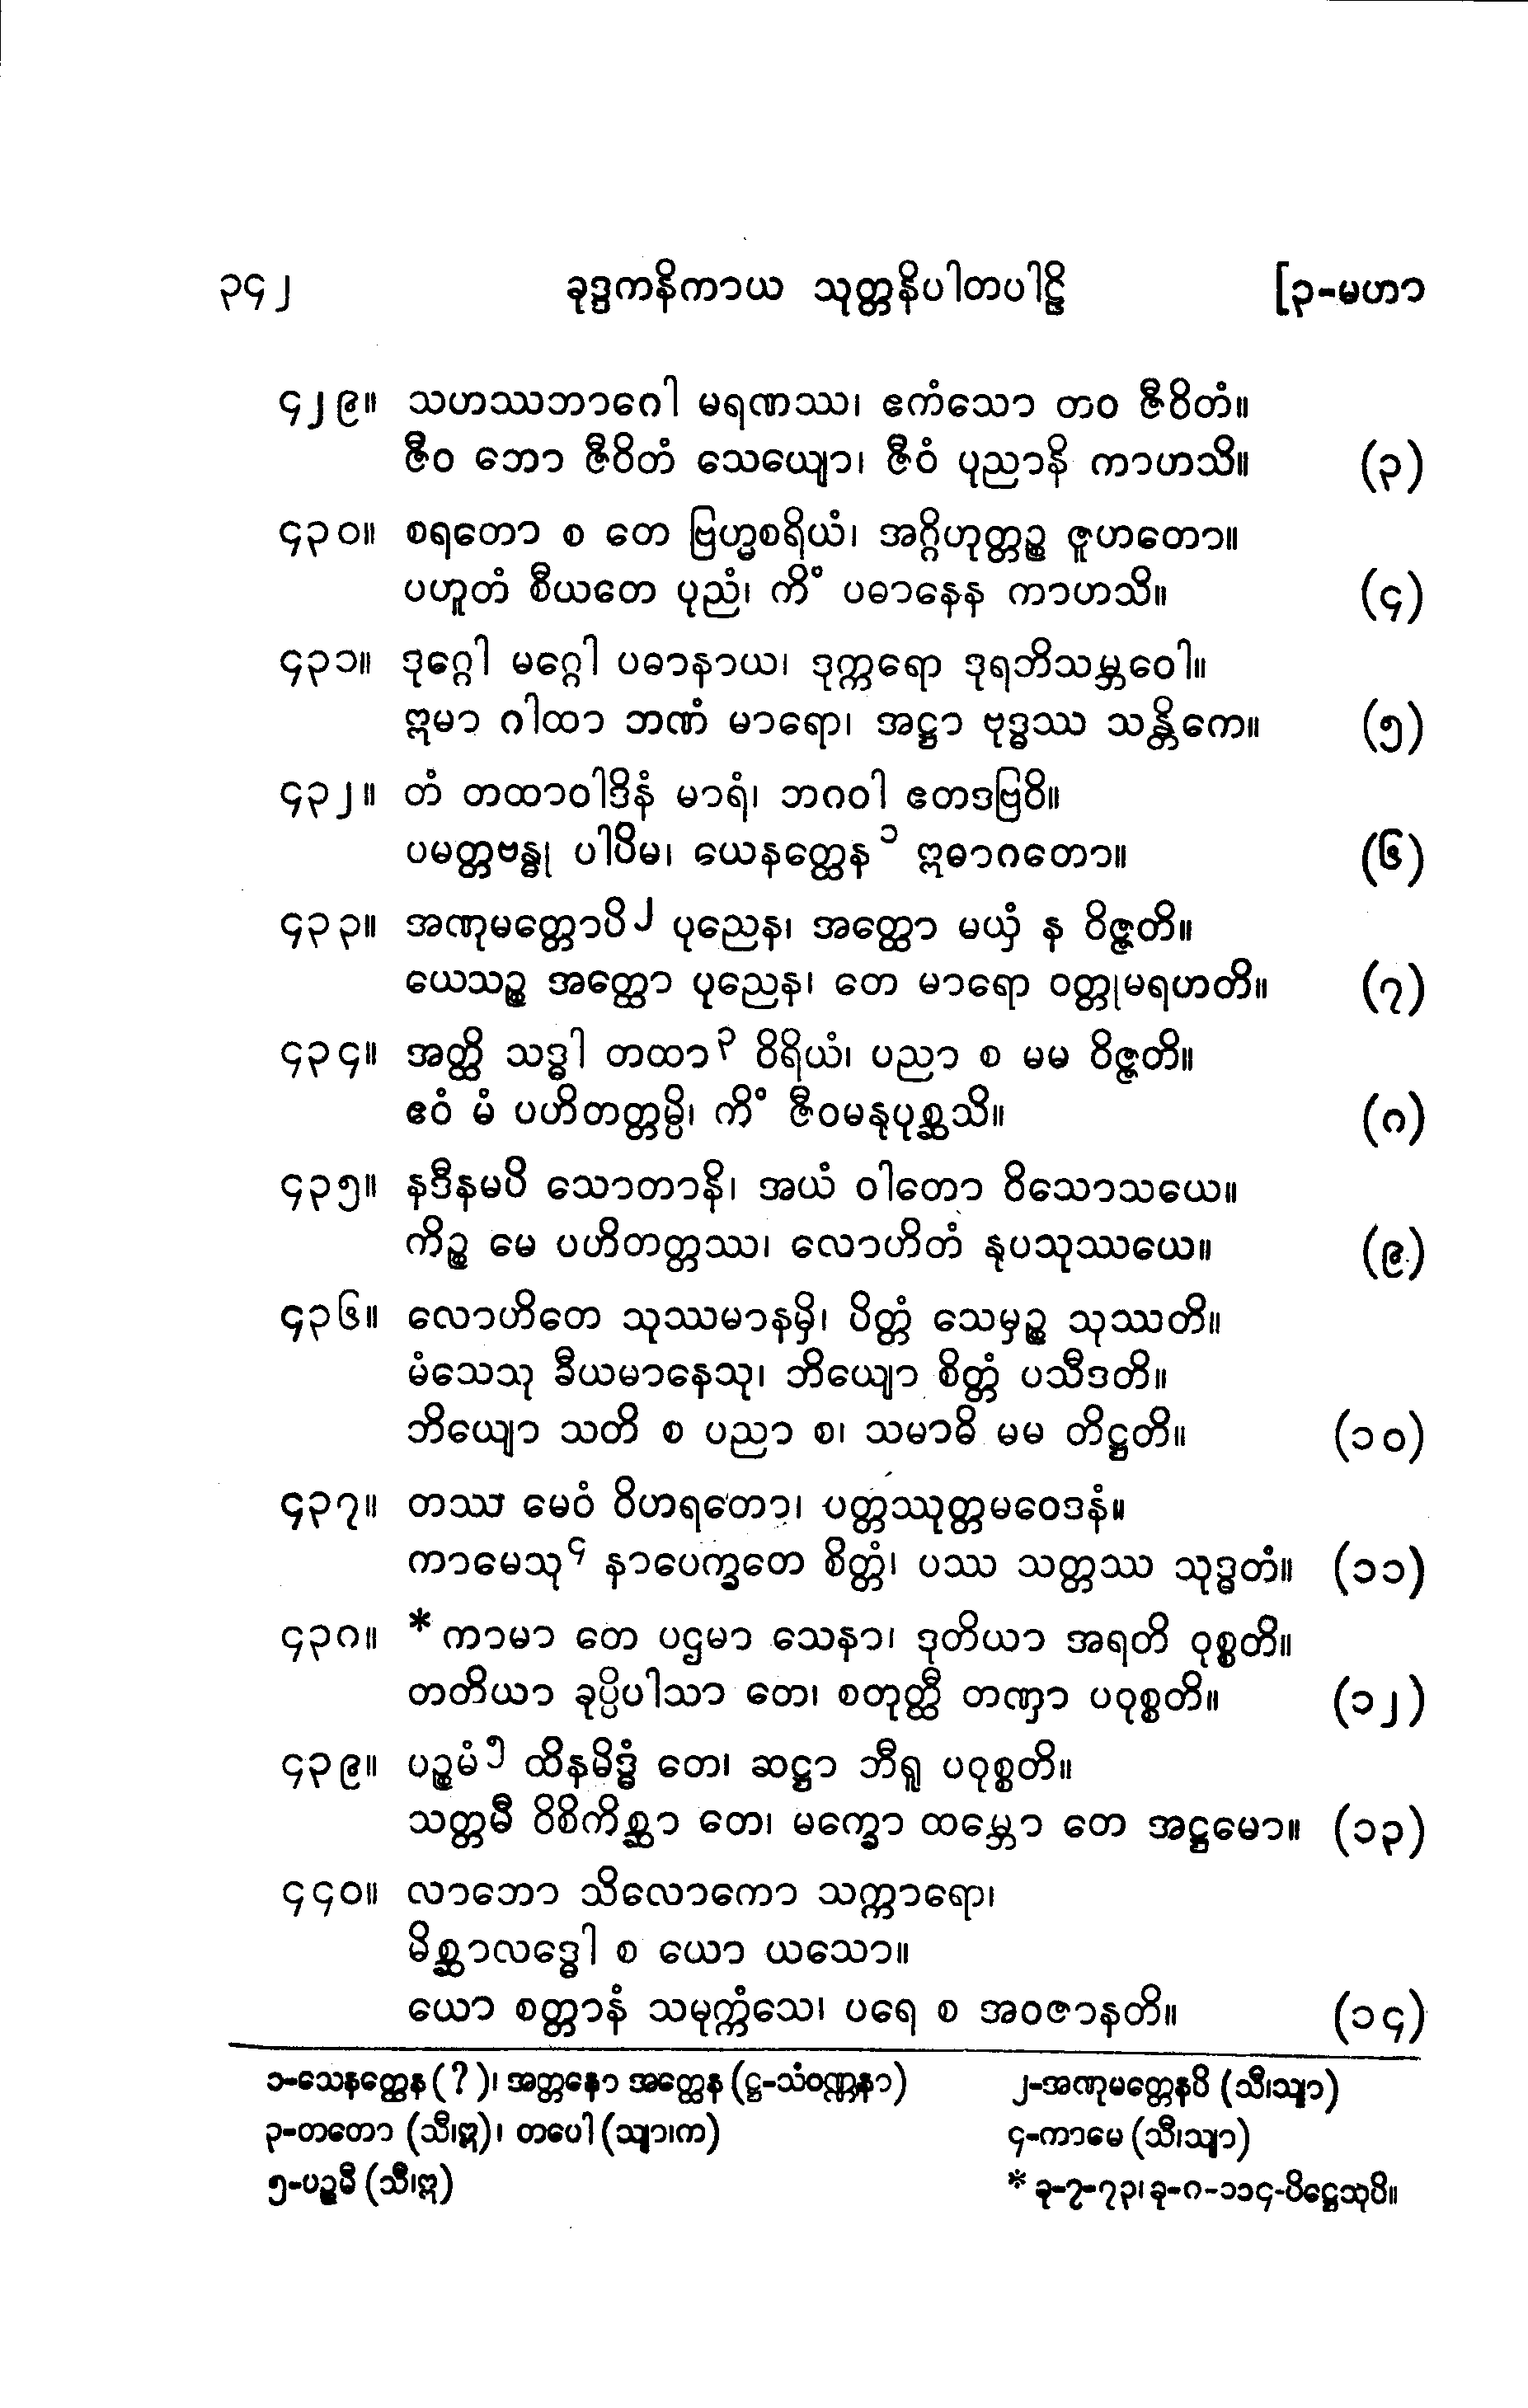 ၃၄၂ ခုဒ္ဒကနိကာယ သုတ္တနိပါတပါဠိ [၃-မဟာ
၄၂၉။ သဟဿဘာဂေါ မရဏဿ၊ ဧကံသော တဝ ဇီဝိတံ။
ဇီဝ ဘော ဇီဝိတံ သေယျော၊ ဇီဝံ ပုညာနိ ကာဟသိ။ (၃)
၄၃၀။ စရတော စ တေ ဗြဟ္မစရိယံ၊ အဂ္ဂိဟုတ္တဉ္စ ဇူဟတော။
ပဟူတံ စီယတေ ပုညံ၊ ကိံ ပဓာနေန ကာဟသိ။ (၄)
၄၃၁။ ဒုဂ္ဂေါ မဂ္ဂေါ ပဓာနာယ၊ ဒုက္ကရော ဒုရဘိသမ္ဘဝေါ။
ဣမာ ဂါထာ ဘဏံ မာရော၊ အဋ္ဌာ ဗုဒ္ဓဿ သန္တိကေ။ (၅)
၄၃၂။ တံ တထာဝါဒိနံ မာရံ၊ ဘဂဝါ ဧတဒဗြဝိ။
ပမတ္တဗန္ဓု ပါပိမ၊ ယေနတ္ထေန ၁ ဣဓာဂတော။ (၆)
၄၃၃။ အဏုမတ္တောပိ ၂ ပုညေန၊ အတ္ထော မယှံ န ဝိဇ္ဇတိ။
ယေသဉ္စ အတ္ထော ပုညေန၊ တေ မာရော ဝတ္တုမရဟတိ။ (၇)
၄၃၄။ အတ္ထိ သဒ္ဓါ တထာ ၃ ဝိရိယံ၊ ပညာ စ မမ ဝိဇ္ဇတိ။
ဧဝံ မံ ပဟိတတ္တမ္ပိ၊ ကိံ ဇီဝမနုပုစ္ဆသိ။ (၈)
၄၃၅။ နဒီနမပိ သောတာနိ၊ အယံ ဝါတော ဝိသောသယေ။
ကိဉ္စ မေ ပဟိတတ္တဿ၊ လောဟိတံ နုပသုဿယေ။ (၉)
၄၃၆။ လောဟိတေ သုဿမာနမှိ၊ ပိတ္တံ သေမှဉ္စ သုဿတိ။
မံသေသု ခီယမာနေသု၊ ဘိယျော စိတ္တံ ပသီဒတိ။
ဘိယျော သတိ စ ပညာ စ၊ သမာဓိ မမ တိဋ္ဌတိ။ (၁၀)
၄၃၇။ တဿ မေဝံ ဝိဟရတော၊ ပတ္တဿုတ္တမဝေဒနံ။
ကာမေသု ၄ နာပေက္ခတေ စိတ္တံ၊ ပဿ သတ္တဿ သုဒ္ဓတံ။ (၁၁)
၄၃၈။ * ကာမာ တေ ပဌမာ သေနာ၊ ဒုတိယာ အရတိ ဝုစ္စတိ။
တတိယာ ခုပ္ပိပါသာ တေ၊ စတုတ္ထီ တဏှာ ပဝုစ္စတိ။ (၁၂)
၄၃၉။ ပဉ္စမံ ၅ ထိနမိဒ္ဓံ တေ၊ ဆဋ္ဌာ ဘီရူ ပဝုစ္စတိ။
သတ္တမီ ဝိစိကိစ္ဆာ တေ၊ မက္ခော ထမ္ဘော တေ အဋ္ဌမော။ (၁၃)
၄၄၀။ လာဘော သိလောကော သက္ကာရော၊
မိစ္ဆာလဒ္ဓေါ စ ယော ယသော။
ယော စတ္တာနံ သမုက္ကံသေ၊ ပရေ စ အဝဇာနတိ။ (၁၄)
၁-သေနတ္ထေန (?)၊ အတ္တနော အတ္ထေန (ဋ္ဌ-သံဝဏ္ဏနာ) ၂-အဏုမတ္တေနပိ (သီ၊သျာ)
၃-တတော (သီ၊ဣ)၊ တပေါ (သျာ၊က) ၄-ကာမေ (သီ၊သျာ)
၅-ပဉ္စမီ (သီ၊ဣ) * ခု-၇-၇၃၊ ခု-၈-၁၁၄-ပိဋ္ဌေသုပိ။